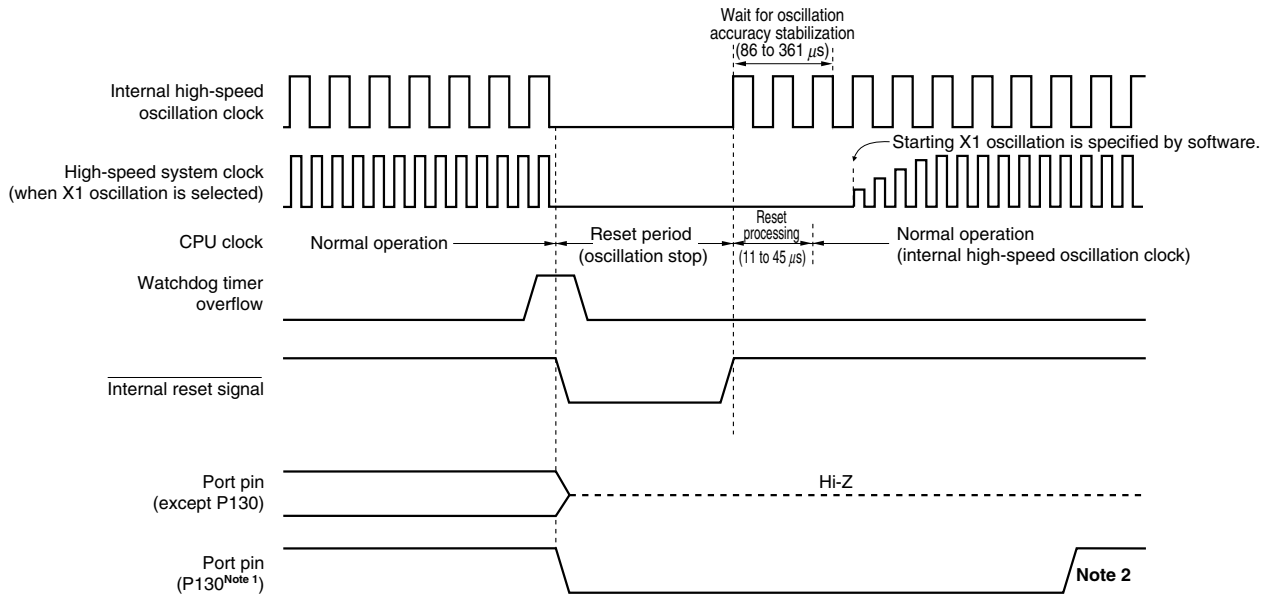 Wait for oscillation
accuracy stabilization
(86 to 361 μs)
Internal high-speed
oscillation clock
Starting X1 oscillation is specified by software.
High-speed system clock
(when X1 oscillation is selected)
CPU clock
Normal operation
Reset period
(oscillation stop)
Reset
processing
(11 to 45 μs)
Normal operation
(internal high-speed oscillation clock)
Watchdog timer
overflow
Internal reset signal
Port pin
(except P130)
Hi-Z
Port pin
(P130Note 1)
Note 2